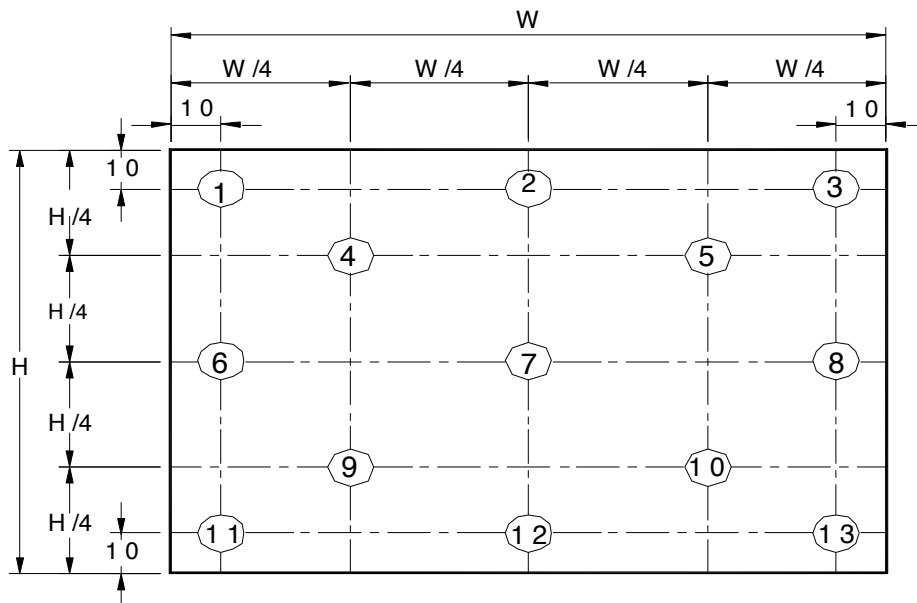 W
W /4 W /4 W /4 W /4
1 0 1 0
1 0
1 2 3
H /4
4 5
H /4
H 6 7 8
H /4
9 1 0
H /4
1 1 1 2 1 3
1 0